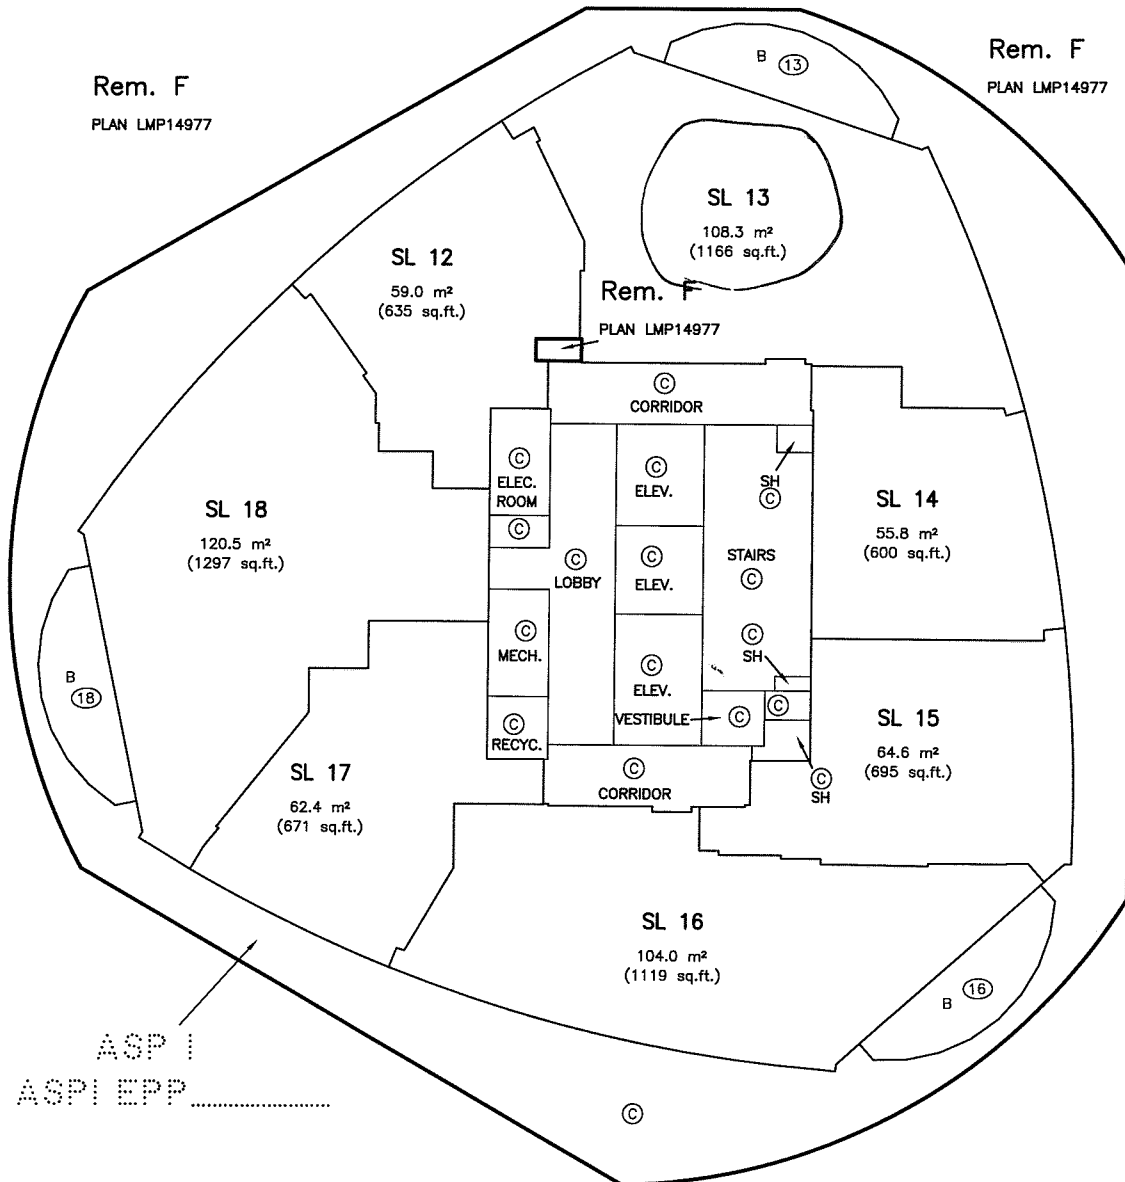 Rem. F
PLAN LMP14977
Rem. F
PLAN LMP14977
B 13
SL 13
108.3 m²
(1166 sq.ft.)
SL 12
59.0 m²
(635 sq.ft.)
Rem. F
PLAN LMP14977
C
CORRIDOR
C
ELEC.
ROOM
C
C
ELEV.
SH
C
SL 14
55.8 m²
(600 sq.ft.)
SL 18
120.5 m²
(1297 sq.ft.)
C
LOBBY
C
ELEV.
STAIRS
C
C
MECH.
C
SH
C
ELEV.
B
18
C
RECYC.
VESTIBULE
C
C
SL 15
64.6 m²
(695 sq.ft.)
SL 17
62.4 m²
(671 sq.ft.)
C
CORRIDOR
C
SH
SL 16
104.0 m²
(1119 sq.ft.)
B 16
ASP I
ASPI EPP
C